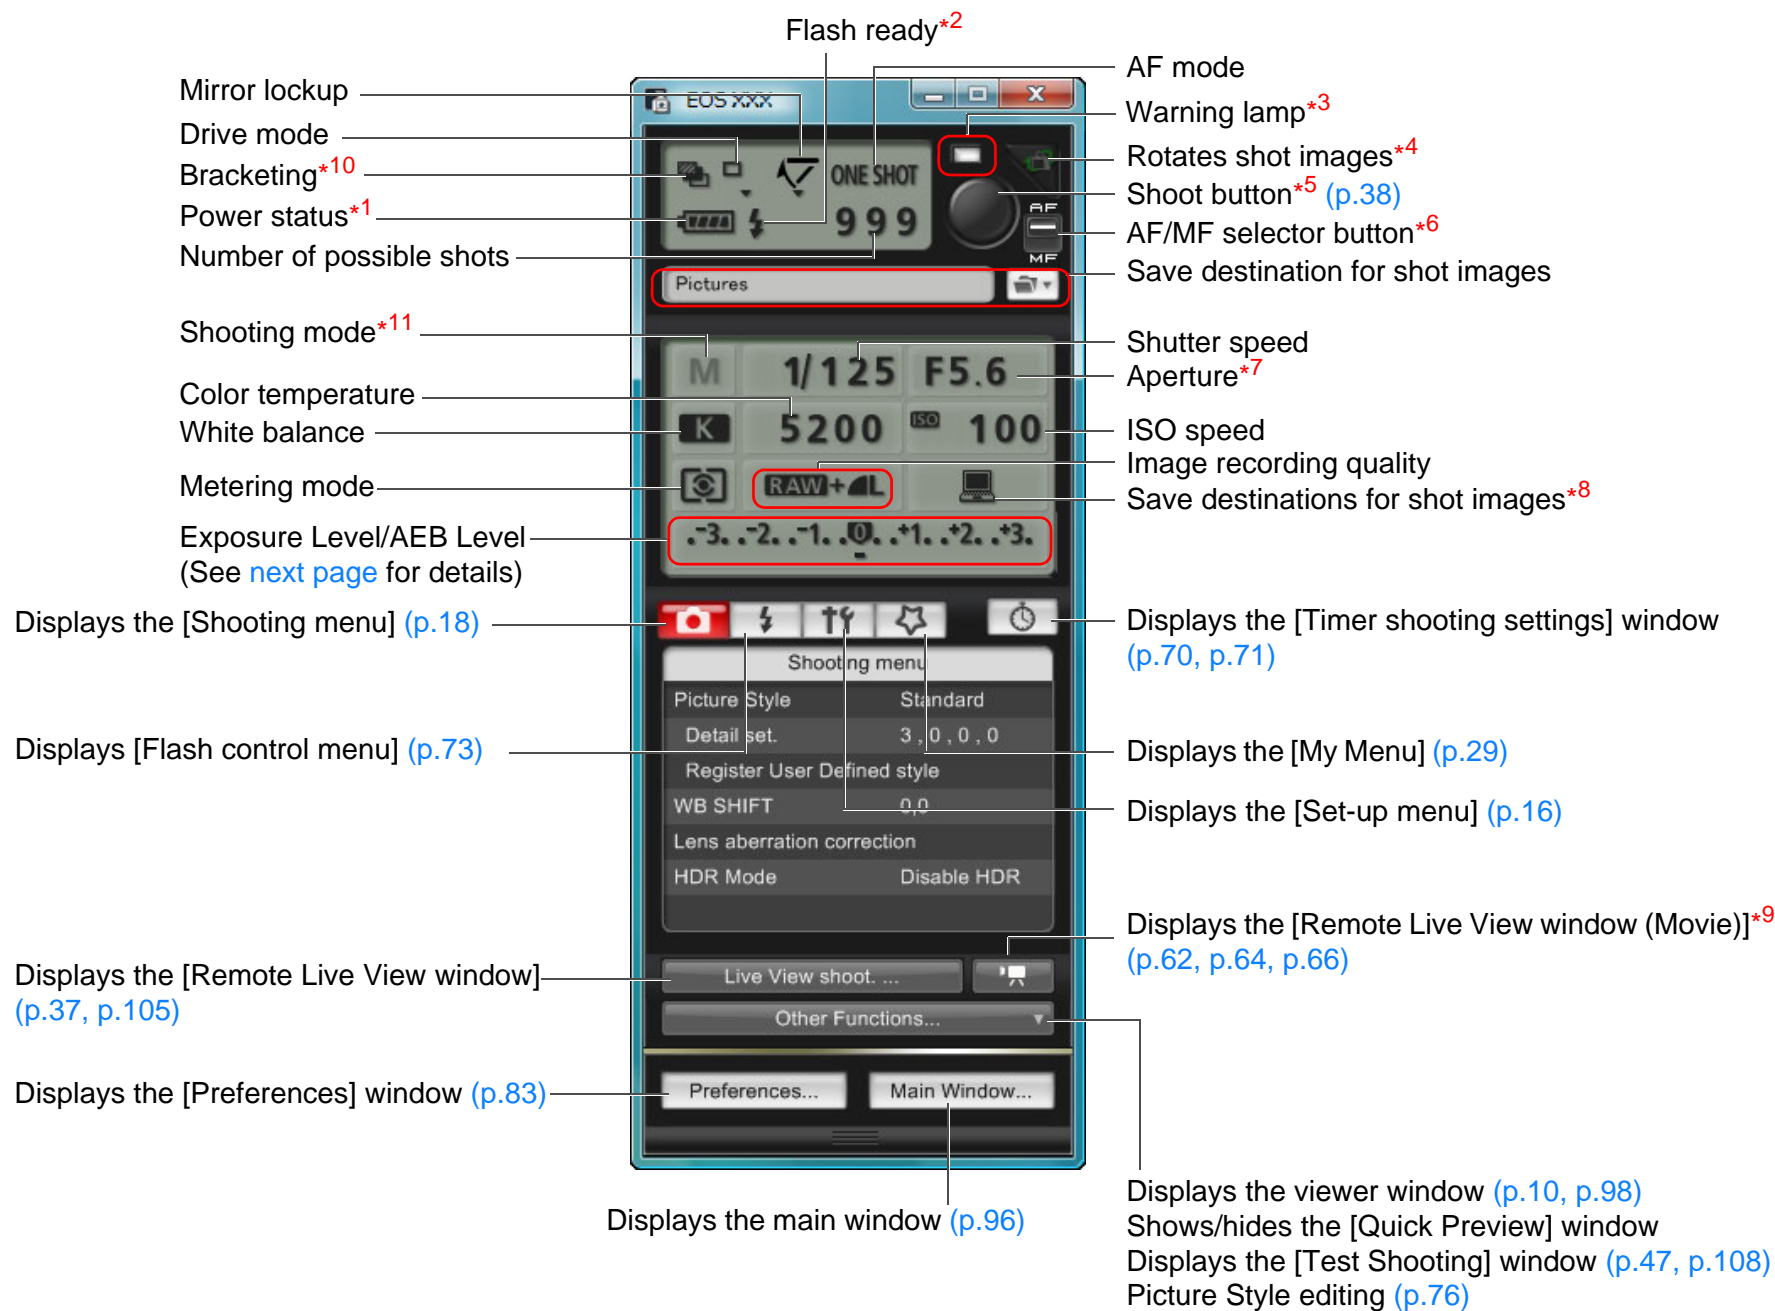 Flash ready*2
Mirror lockup
Drive mode
Bracketing*10
Power status*1
Number of possible shots
Shooting mode*11
Color temperature
White balance
Metering mode
Exposure Level/AEB Level
(See next page for details)
Displays the [Shooting menu] (p.18)
Displays [Flash control menu] (p.73)
Displays the [Remote Live View window]
(p.37, p.105)
Displays the [Preferences] window (p.83)
EOS XXX
ONE SHOT
999
AF
MF
Pictures
M 1/125 F5.6
K 5200 ISO 100
RAW+L
.-3. .-2. .-1. .0. .+1. .+2. .+3.
Shooting menu
Picture Style Standard
Detail set. 3 , 0 , 0 , 0
Register User Defined style
WB SHIFT 0,0
Lens aberration correction
HDR Mode Disable HDR
Live View shoot. ...
Other Functions...
Preferences... Main Window...
Displays the main window (p.96)
AF mode
Warning lamp*3
Rotates shot images*4
Shoot button*5 (p.38)
AF/MF selector button*6
Save destination for shot images
Shutter speed
Aperture*7
ISO speed
Image recording quality
Save destinations for shot images*8
Displays the [Timer shooting settings] window
(p.70, p.71)
Displays the [My Menu] (p.29)
Displays the [Set-up menu] (p.16)
Displays the [Remote Live View window (Movie)]*9
(p.62, p.64, p.66)
Displays the viewer window (p.10, p.98)
Shows/hides the [Quick Preview] window
Displays the [Test Shooting] window (p.47, p.108)
Picture Style editing (p.76)